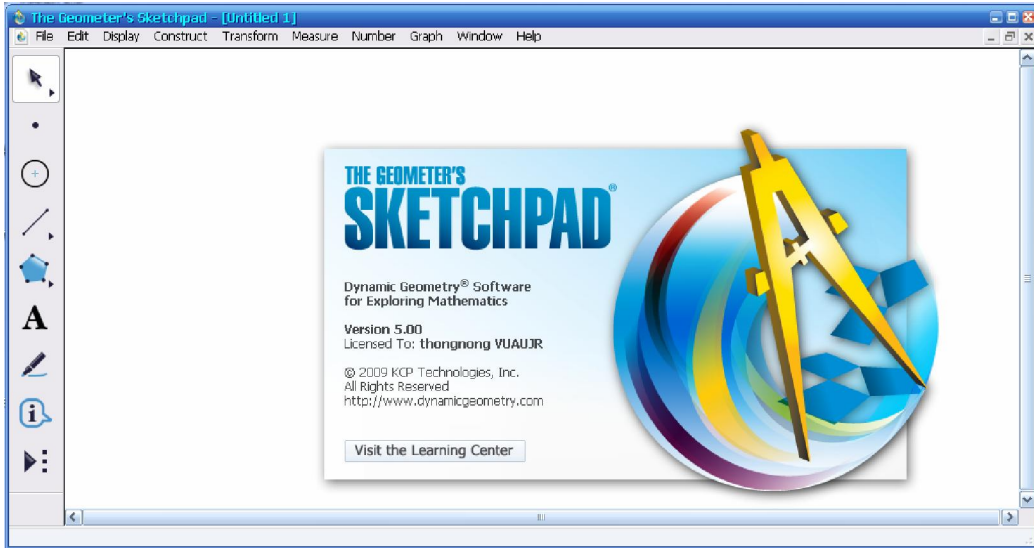 The Geometer's Sketchpad - [Untitled 1]
File Edit Display Construct Transform Measure Number Graph Window Help
A
i
THE GEOMETER'S
SKETCHPAD®
Dynamic Geometry® Software
for Exploring Mathematics
Version 5.00
Licensed To: thongnong VUAUJR
© 2009 KCP Technologies, Inc.
All Rights Reserved
http://www.dynamicgeometry.com
Visit the Learning Center